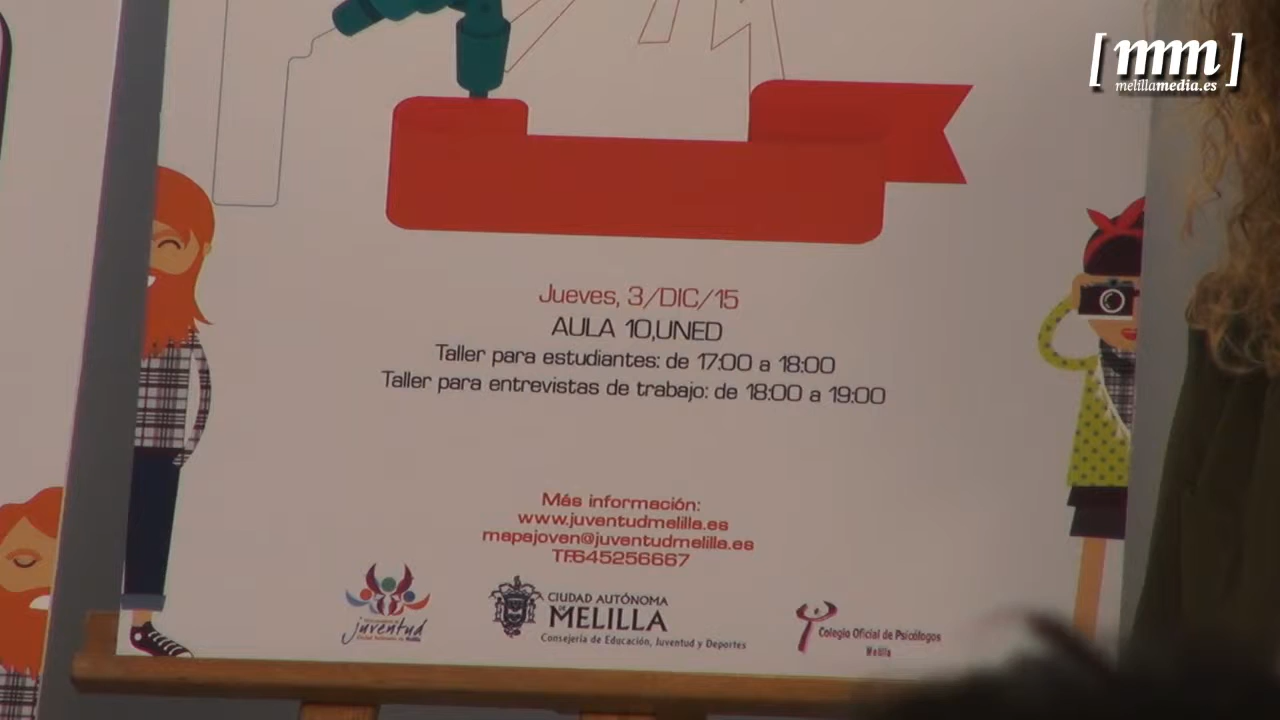 [mm]
melillamedia.es
Jueves, 3/DIC/15
AULA 10,UNED
Taller para estudiantes: de 17:00 a 18:00
Taller para entrevistas de trabajo: de 18:00 a 19:00
Más información:
www.juventudmelilla.es
mapajoven@juventudmelilla.es
TF:645256667
juventud
CIUDAD AUTÓNOMA
DE MELILLA
Consejería de Educación, Juventud y Deportes
Colegio Oficial de Psicólogos
Melilla